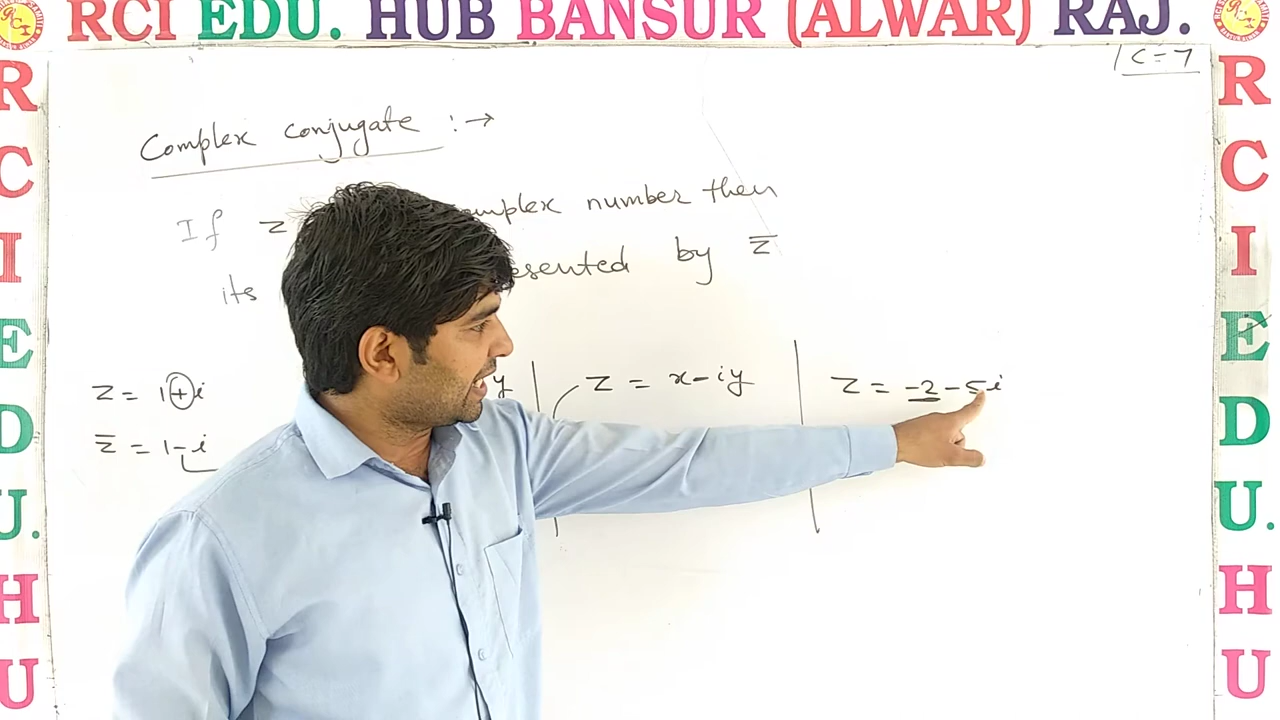 RCI EDU. HUB BANSUR (ALWAR) RAJ.
R
C
I
E
D
U.
H
U
R
C
I
E
D
U.
H
U
C = 7
Complex conjugate : →
If z complex number then
its by z̅
z = 1 + i
z̅ = 1 - i
y
z = x - iy
z = -2 - 5i